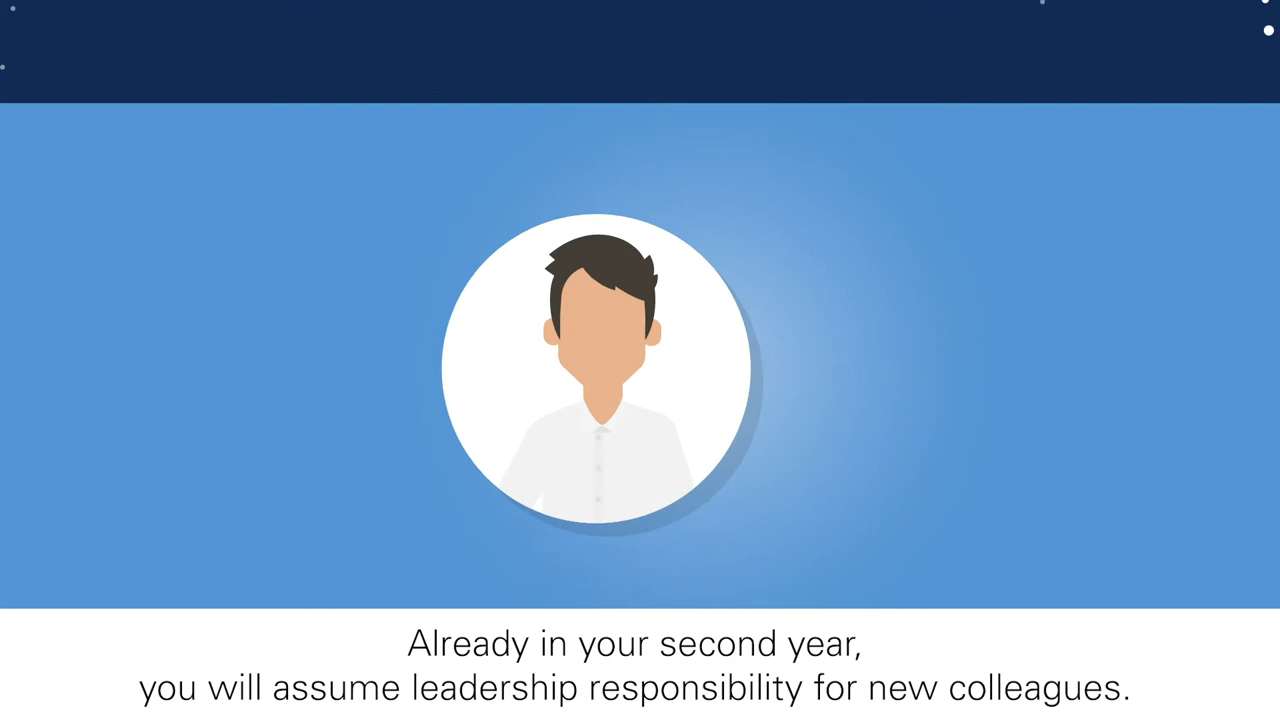 Already in your second year,
you will assume leadership responsibility for new colleagues.